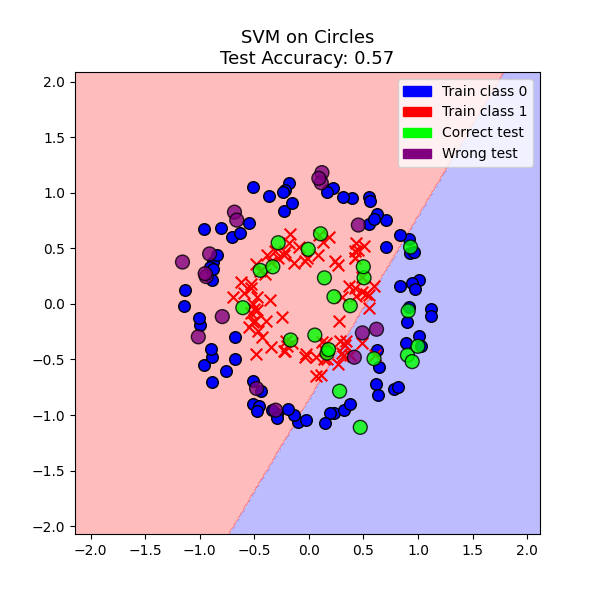 SVM on Circles
Test Accuracy: 0.57
Train class 0
Train class 1
Correct test
Wrong test
2.0
1.5
1.0
0.5
0.0
−0.5
−1.0
−1.5
−2.0
−2.0 −1.5 −1.0 −0.5 0.0 0.5 1.0 1.5 2.0